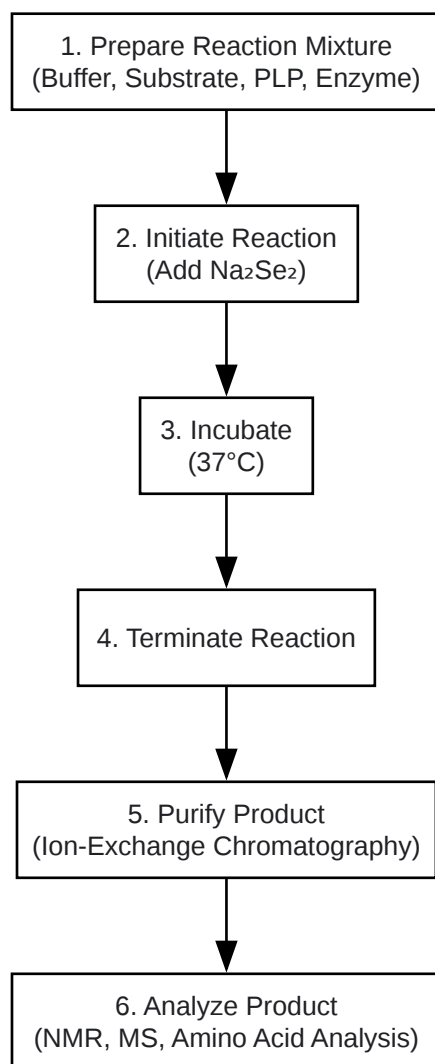 1. Prepare Reaction Mixture
(Buffer, Substrate, PLP, Enzyme)
2. Initiate Reaction
(Add Na₂Se₂)
3. Incubate
(37°C)
4. Terminate Reaction
5. Purify Product
(Ion-Exchange Chromatography)
6. Analyze Product
(NMR, MS, Amino Acid Analysis)